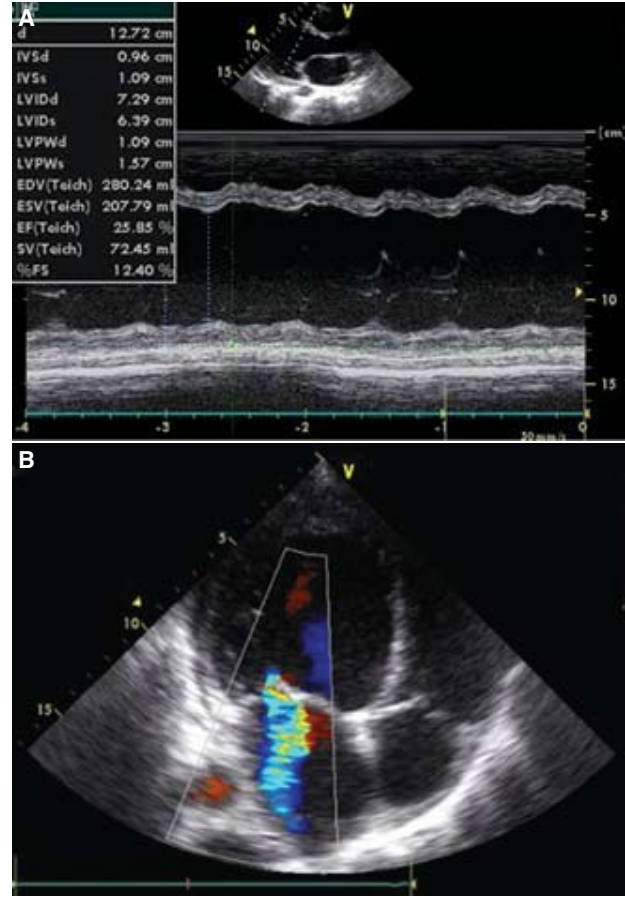 A
d 12.72 cm
IVSd 0.96 cm
IVSs 1.09 cm
LVIDd 7.29 cm
LVIDs 6.39 cm
LVPWd 1.09 cm
LVPWs 1.57 cm
EDV(Teich) 280.24 ml
ESV(Teich) 207.79 ml
EF(Teich) 25.85 %
SV(Teich) 72.45 ml
%FS 12.40 %
V
5
10
15
[cm]
5
10
15
-4 -3 -2 -1 0
50 mm/s
B
V
5
10
15